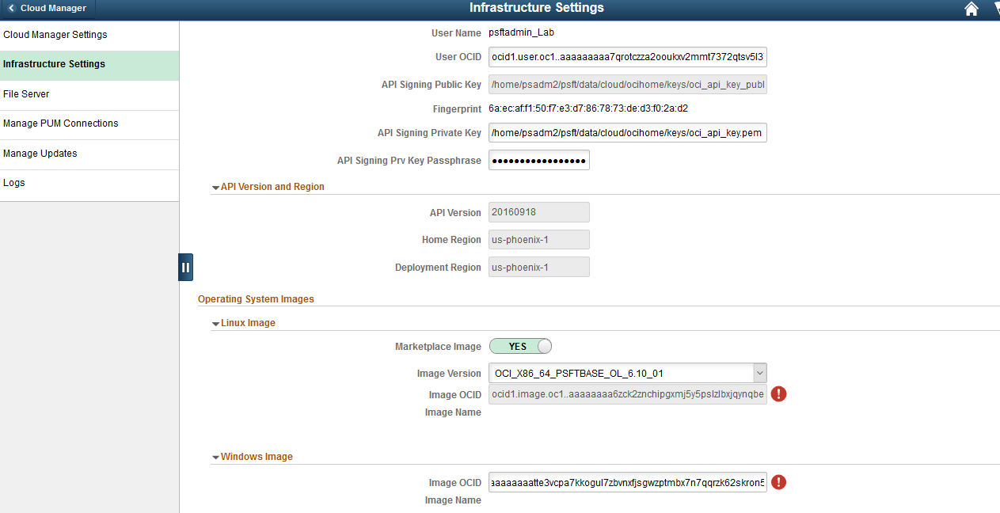 Cloud Manager
Infrastructure Settings
Cloud Manager Settings
Infrastructure Settings
File Server
Manage PUM Connections
Manage Updates
Logs
User Name psftadmin_Lab
User OCID ocid1.user.oc1..aaaaaaaaa7qrotczza2ooukxv2mmt7372qtsv5l3
API Signing Public Key /home/psadm2/psft/data/cloud/ocihome/keys/oci_api_key_publ
Fingerprint 6a:ec:af:f1:50:f7:e3:d7:86:78:73:de:d3:f0:2a:d2
API Signing Private Key /home/psadm2/psft/data/cloud/ocihome/keys/oci_api_key.pem
API Signing Prv Key Passphrase •••••••••••••••••
API Version and Region
API Version 20160918
Home Region us-phoenix-1
Deployment Region us-phoenix-1
Operating System Images
Linux Image
Marketplace Image YES
Image Version OCI_X86_64_PSFTBASE_OL_6.10_01
Image OCID ocid1.image.oc1..aaaaaaaa6zck2znchipgxmj5y5pslzlbxjqynqbe
Image Name
Windows Image
Image OCID aaaaaaaatte3vcpa7kkogul7zbvnxfjsgwzptmbx7n7qqrzk62skron5
Image Name